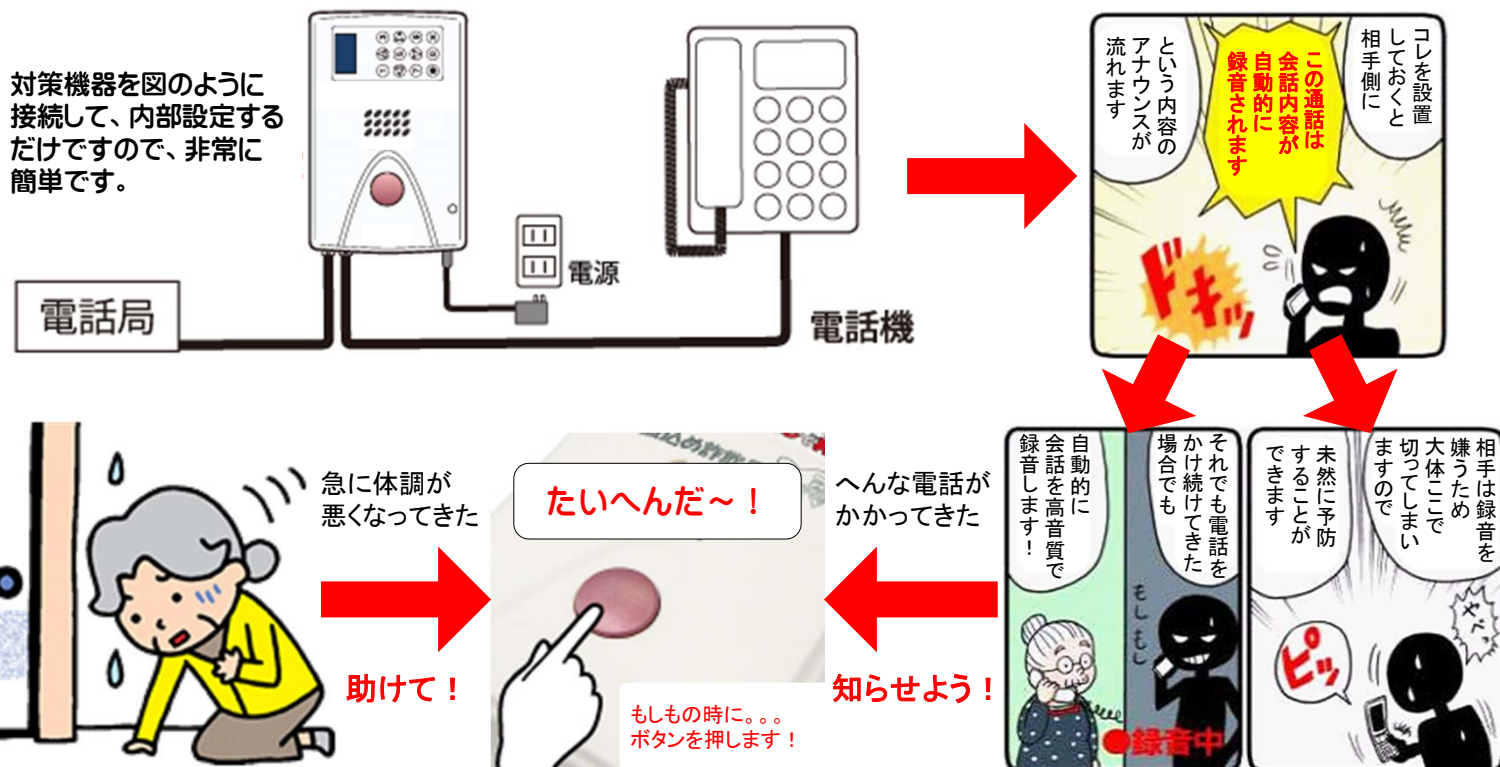 対策機器を図のように
接続して、内部設定する
だけですので、非常に
簡単です。
電話局
電源
電話機
コレを設置
しておくと
相手側に
この通話は
会話内容が
自動的に
録音されます
という内容の
アナウンスが
流れます
ドキッ
相手は録音を
嫌うため
大体ここで
切ってしまい
ますので
未然に予防
することが
できます
やべっ
ピッ
それでも電話を
かけ続けてきた
場合でも
自動的に
会話を高音質で
録音します！
もしもし
●録音中
へんな電話が
かかってきた
知らせよう！
急に体調が
悪くなってきた
助けて！
たいへんだ～！
もしもの時に。。。
ボタンを押します！